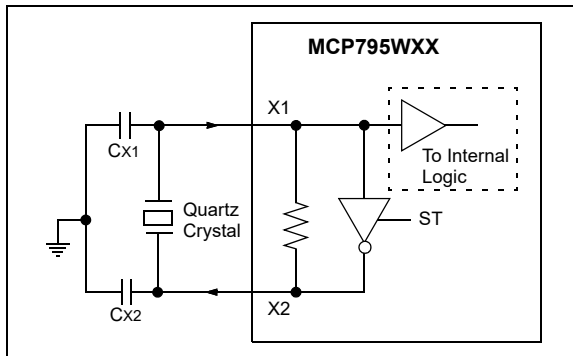 MCP795WXX
X1
CX1
To Internal
Logic
Quartz
Crystal
ST
X2
CX2